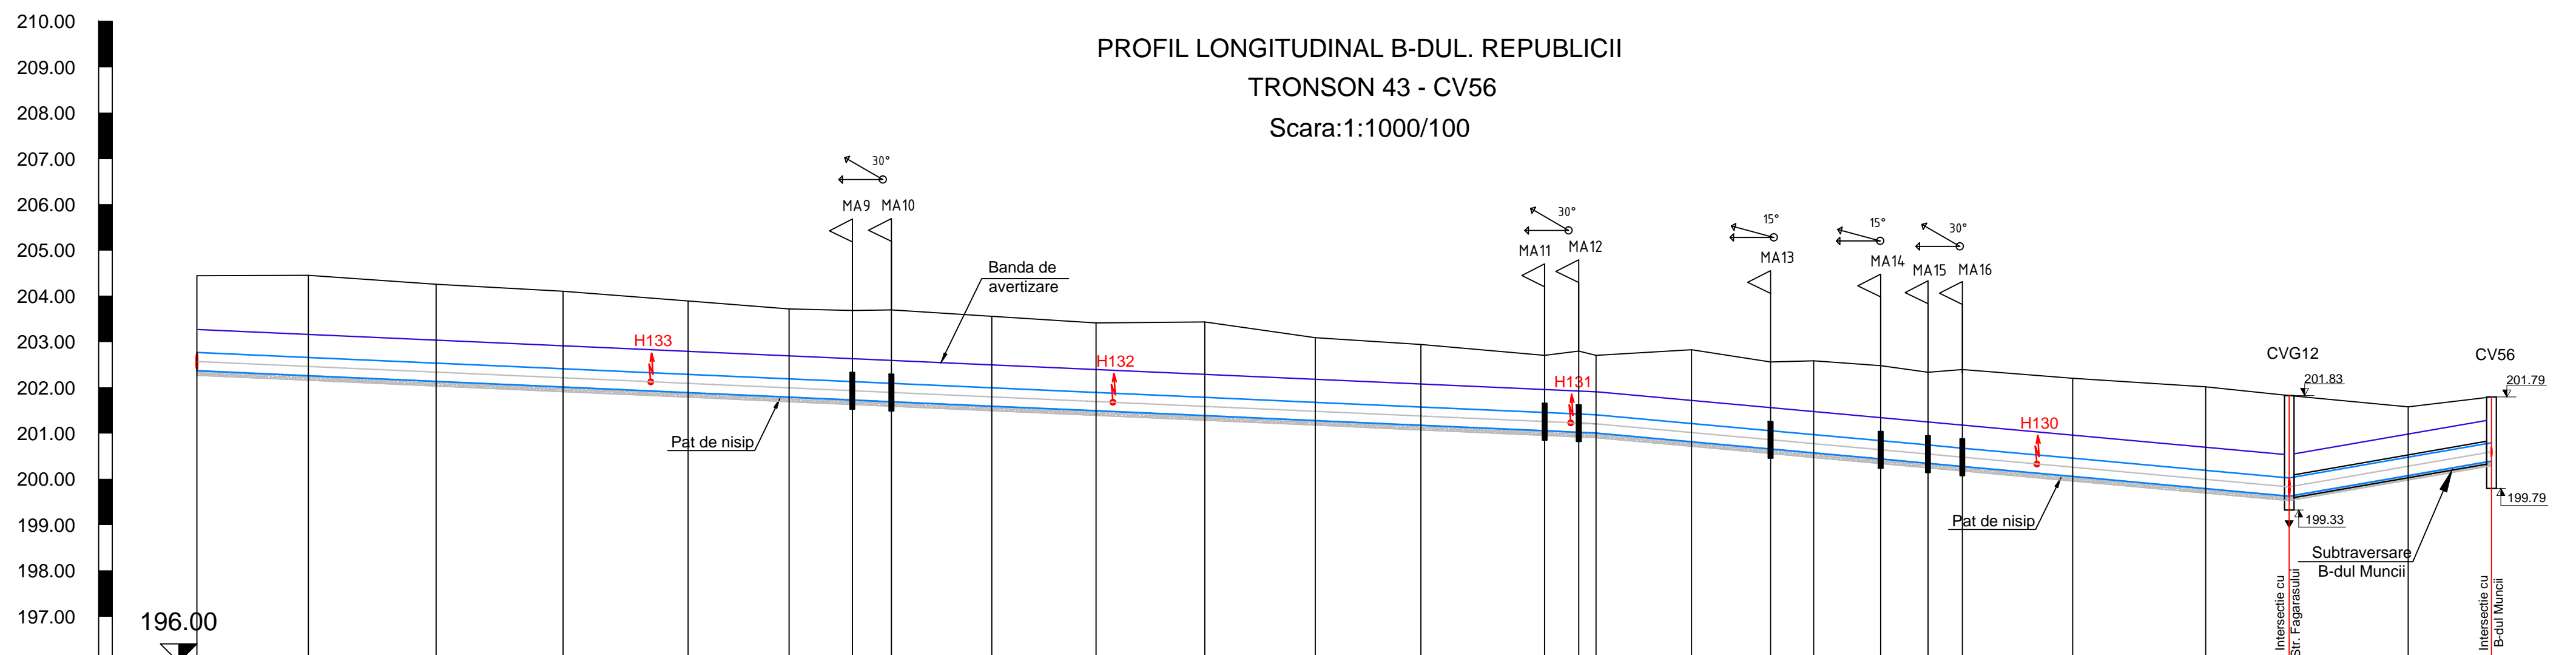 PROFIL LONGITUDINAL B-DUL. REPUBLICII
TRONSON 43 - CV56
Scara:1:1000/100
210.00
209.00
208.00
207.00
206.00
205.00
204.00
203.00
202.00
201.00
200.00
199.00
198.00
197.00
196.00
30°
MA9
MA10
Banda de
avertizare
H133
H132
Pat de nisip
30°
MA11
MA12
H131
15°
MA13
15°
MA14
30°
MA15
MA16
H130
Pat de nisip
CVG12
201.83
199.33
CV56
201.79
199.79
Subtraversare
B-dul Muncii
Intersectie cu
Str. Fagarasului
Intersectie cu
B-dul Muncii